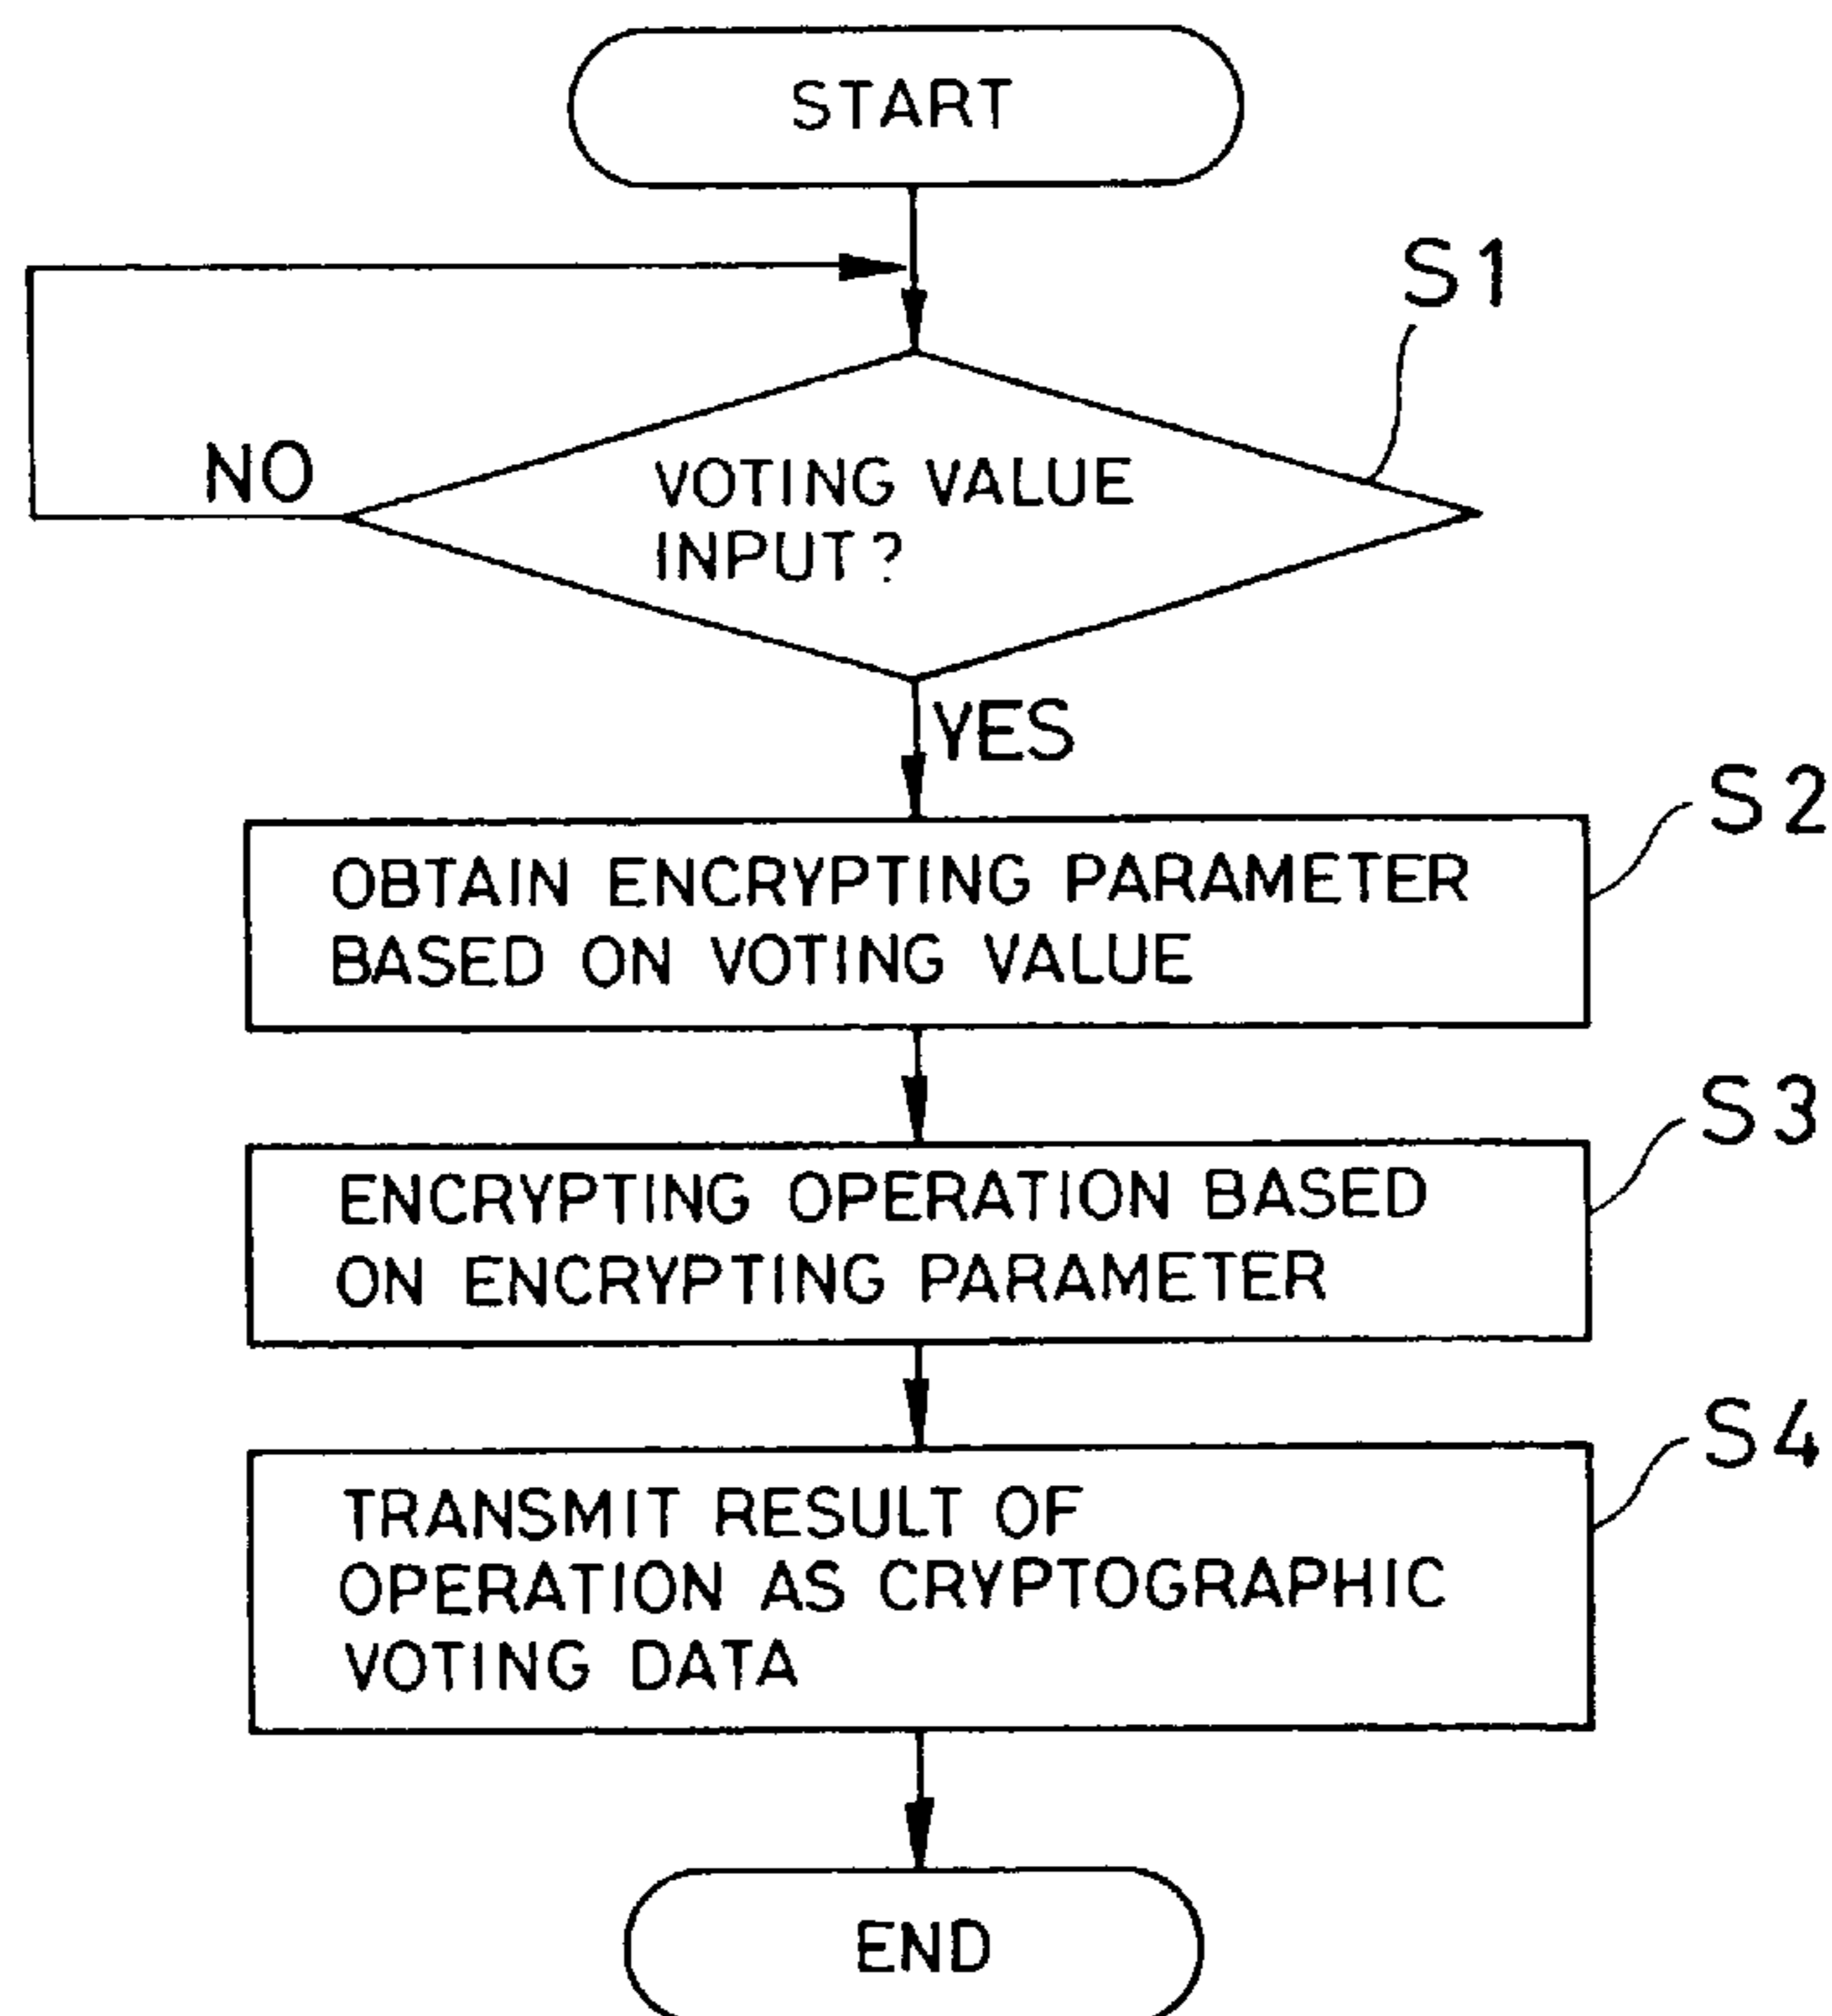 START
S1
VOTING VALUE
INPUT?
NO
YES
S2
OBTAIN ENCRYPTING PARAMETER
BASED ON VOTING VALUE
S3
ENCRYPTING OPERATION BASED
ON ENCRYPTING PARAMETER
S4
TRANSMIT RESULT OF
OPERATION AS CRYPTOGRAPHIC
VOTING DATA
END